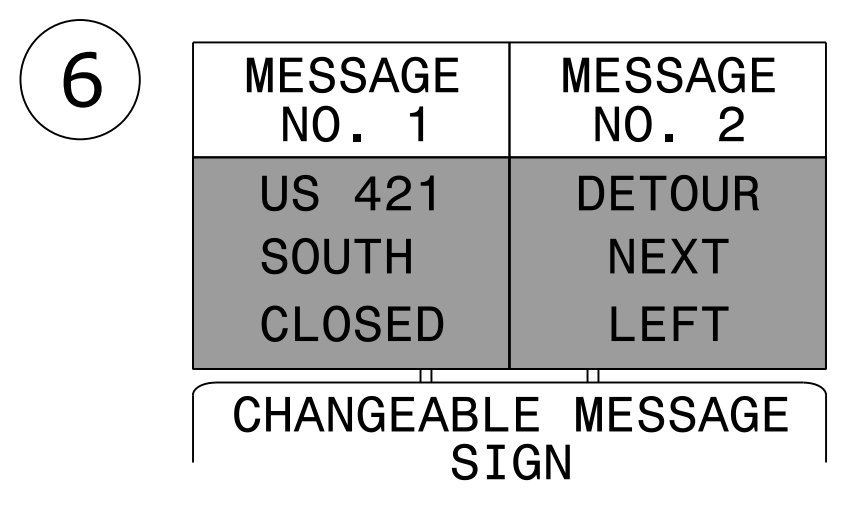 6
MESSAGE
NO. 1
MESSAGE
NO. 2
US 421
SOUTH
CLOSED
DETOUR
NEXT
LEFT
CHANGEABLE MESSAGE
SIGN